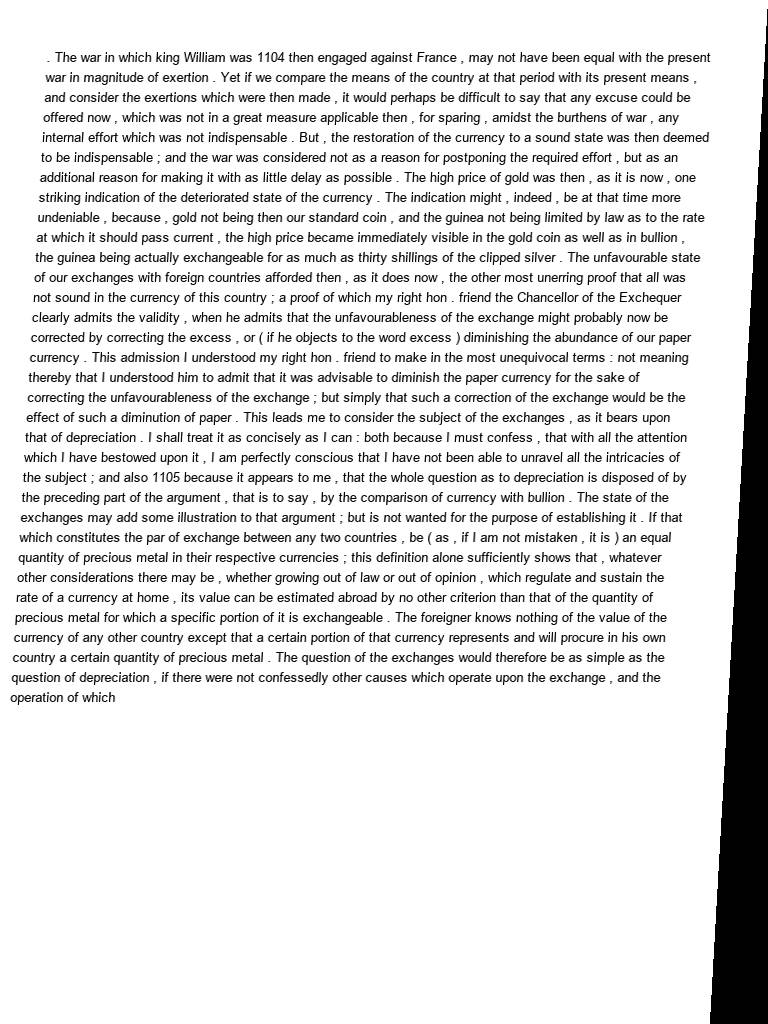 . The war in which king William was 1104 then engaged against France , may not have been equal with the present
war in magnitude of exertion . Yet if we compare the means of the country at that period with its present means ,
and consider the exertions which were then made , it would perhaps be difficult to say that any excuse could be
offered now , which was not in a great measure applicable then , for sparing , amidst the burthens of war , any
internal effort which was not indispensable . But , the restoration of the currency to a sound state was then deemed
to be indispensable ; and the war was considered not as a reason for postponing the required effort , but as an
additional reason for making it with as little delay as possible . The high price of gold was then , as it is now , one
striking indication of the deteriorated state of the currency . The indication might , indeed , be at that time more
undeniable , because , gold not being then our standard coin , and the guinea not being limited by law as to the rate
at which it should pass current , the high price became immediately visible in the gold coin as well as in bullion ,
the guinea being actually exchangeable for as much as thirty shillings of the clipped silver . The unfavourable state
of our exchanges with foreign countries afforded then , as it does now , the other most unerring proof that all was
not sound in the currency of this country ; a proof of which my right hon . friend the Chancellor of the Exchequer
clearly admits the validity , when he admits that the unfavourableness of the exchange might probably now be
corrected by correcting the excess , or ( if he objects to the word excess ) diminishing the abundance of our paper
currency . This admission I understood my right hon . friend to make in the most unequivocal terms : not meaning
thereby that I understood him to admit that it was advisable to diminish the paper currency for the sake of
correcting the unfavourableness of the exchange ; but simply that such a correction of the exchange would be the
effect of such a diminution of paper . This leads me to consider the subject of the exchanges , as it bears upon
that of depreciation . I shall treat it as concisely as I can : both because I must confess , that with all the attention
which I have bestowed upon it , I am perfectly conscious that I have not been able to unravel all the intricacies of
the subject ; and also 1105 because it appears to me , that the whole question as to depreciation is disposed of by
the preceding part of the argument , that is to say , by the comparison of currency with bullion . The state of the
exchanges may add some illustration to that argument ; but is not wanted for the purpose of establishing it . If that
which constitutes the par of exchange between any two countries , be ( as , if I am not mistaken , it is ) an equal
quantity of precious metal in their respective currencies ; this definition alone sufficiently shows that , whatever
other considerations there may be , whether growing out of law or out of opinion , which regulate and sustain the
rate of a currency at home , its value can be estimated abroad by no other criterion than that of the quantity of
precious metal for which a specific portion of it is exchangeable . The foreigner knows nothing of the value of the
currency of any other country except that a certain portion of that currency represents and will procure in his own
country a certain quantity of precious metal . The question of the exchanges would therefore be as simple as the
question of depreciation , if there were not confessedly other causes which operate upon the exchange , and the
operation of which